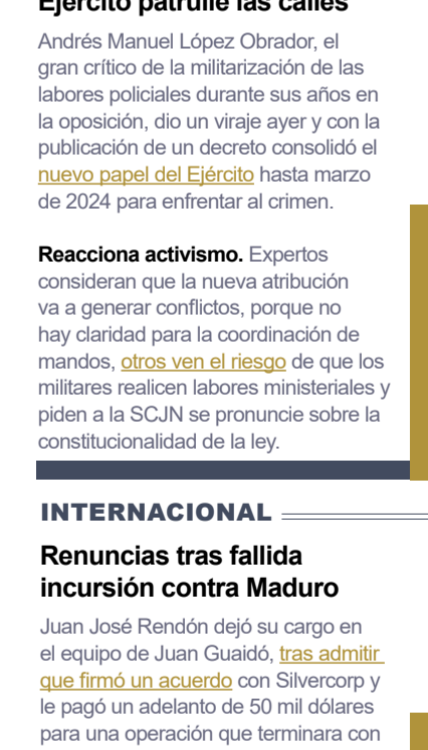 Ejército patrulle las calles
Andrés Manuel López Obrador, el
gran crítico de la militarización de las
labores policiales durante sus años en
la oposición, dio un viraje ayer y con la
publicación de un decreto consolidó el
nuevo papel del Ejército hasta marzo
de 2024 para enfrentar al crimen.
Reacciona activismo. Expertos
consideran que la nueva atribución
va a generar conflictos, porque no
hay claridad para la coordinación de
mandos, otros ven el riesgo de que los
militares realicen labores ministeriales y
piden a la SCJN se pronuncie sobre la
constitucionalidad de la ley.
INTERNACIONAL
Renuncias tras fallida
incursión contra Maduro
Juan José Rendón dejó su cargo en
el equipo de Juan Guaidó, tras admitir
que firmó un acuerdo con Silvercorp y
le pagó un adelanto de 50 mil dólares
para una operación que terminara con